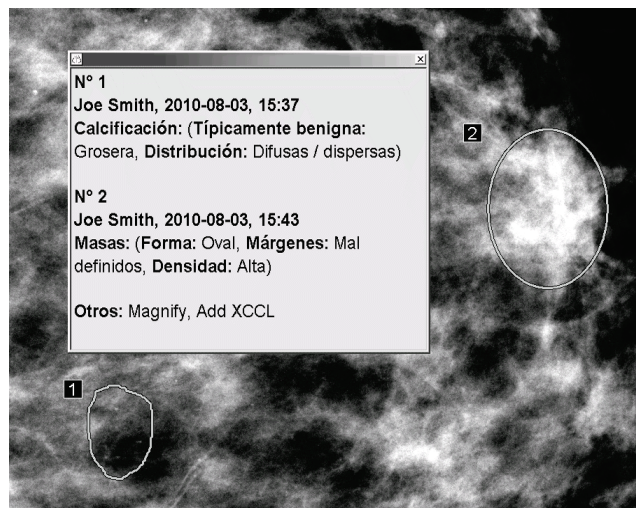 N° 1
Joe Smith, 2010-08-03, 15:37
Calcificación: (Típicamente benigna:
Grosera, Distribución: Difusas / dispersas)
N° 2
Joe Smith, 2010-08-03, 15:43
Masas: (Forma: Oval, Márgenes: Mal
definidos, Densidad: Alta)
Otros: Magnify, Add XCCL
2
1